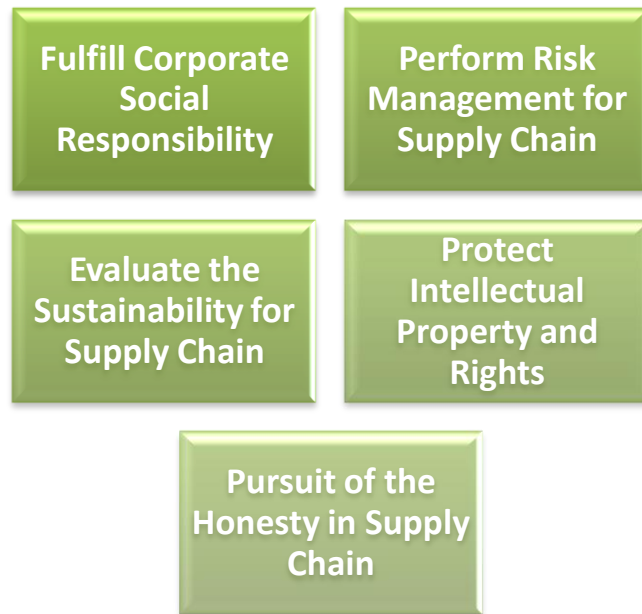 Fulfill Corporate
Social
Responsibility
Perform Risk
Management for
Supply Chain
Evaluate the
Sustainability for
Supply Chain
Protect
Intellectual
Property and
Rights
Pursuit of the
Honesty in Supply
Chain